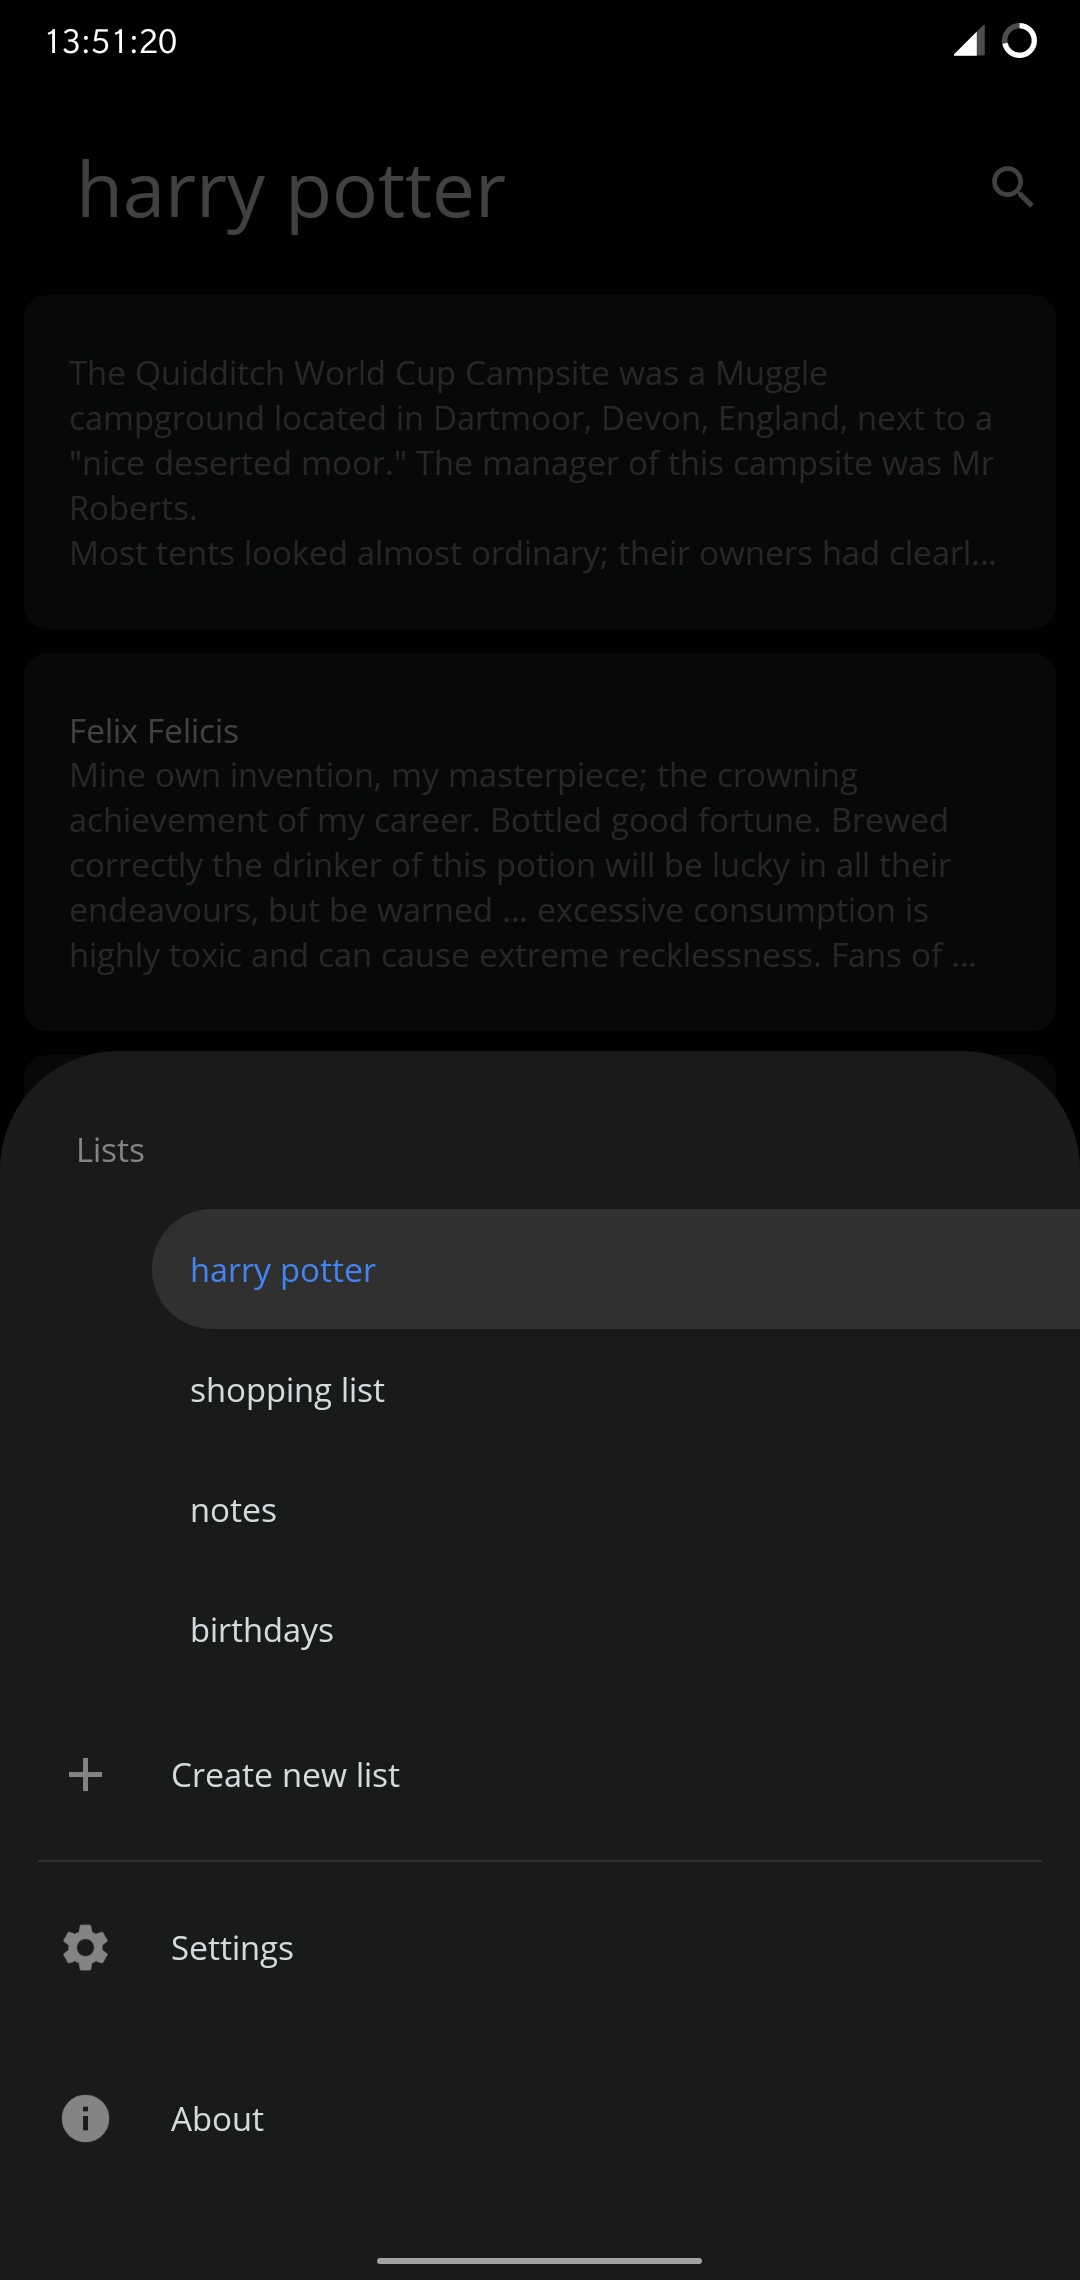 13:51:20
harry potter
The Quidditch World Cup Campsite was a Muggle
campground located in Dartmoor, Devon, England, next to a
"nice deserted moor." The manager of this campsite was Mr
Roberts.
Most tents looked almost ordinary; their owners had clearl...
Felix Felicis
Mine own invention, my masterpiece; the crowning
achievement of my career. Bottled good fortune. Brewed
correctly the drinker of this potion will be lucky in all their
endeavours, but be warned ... excessive consumption is
highly toxic and can cause extreme recklessness. Fans of ...
Lists
harry potter
shopping list
notes
birthdays
Create new list
Settings
About